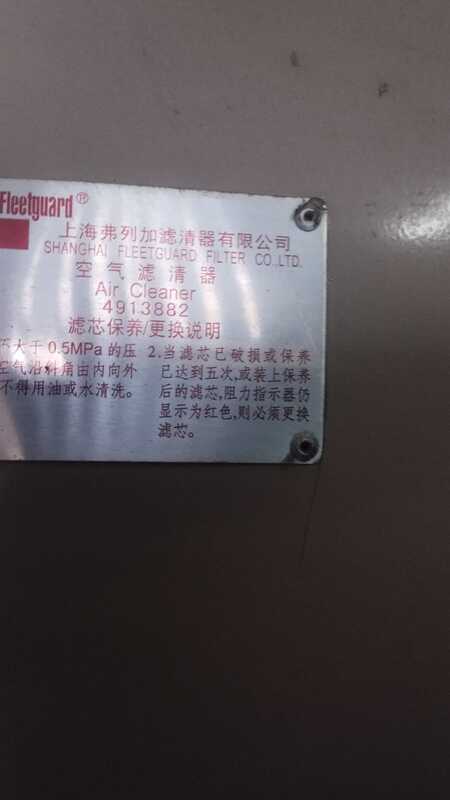 Fleetguard®
上海弗列加滤清器有限公司
SHANGHAI FLEETGUARD FILTER CO.,LTD.
空气滤清器
Air Cleaner
4913882
滤芯保养/更换说明
不大于0.5MPa的压
空气沿斜角由内向外
不得用油或水清洗。
2.当滤芯已破损或保养
已达到五次,或装上保养
后的滤芯,阻力指示器仍
显示为红色,则必须更换
滤芯。